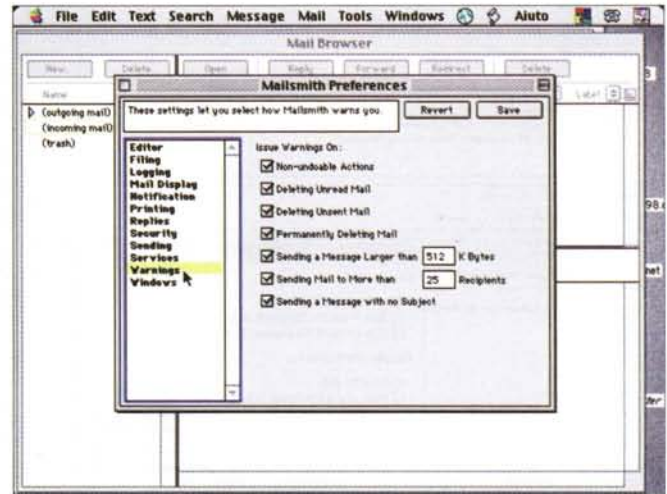 File Edit Text Search Message Mail Tools Windows Aiuto
Mail Browser
New... Delete Open Reply Forward Redirect Delete
Name Label
(outgoing mail)
(incoming mail)
(trash)
Mailsmith Preferences
These settings let you select how Mailsmith warns you.
Revert Save
Editor
Filing
Logging
Mail Display
Notification
Printing
Replies
Security
Sending
Services
Warnings
Windows
Issue Warnings On:
Non-undoable Actions
Deleting Unread Mail
Deleting Unsent Mail
Permanently Deleting Mail
Sending a Message Larger than 512 K Bytes
Sending Mail to More than 25 Recipients
Sending a Message with no Subject
98
net